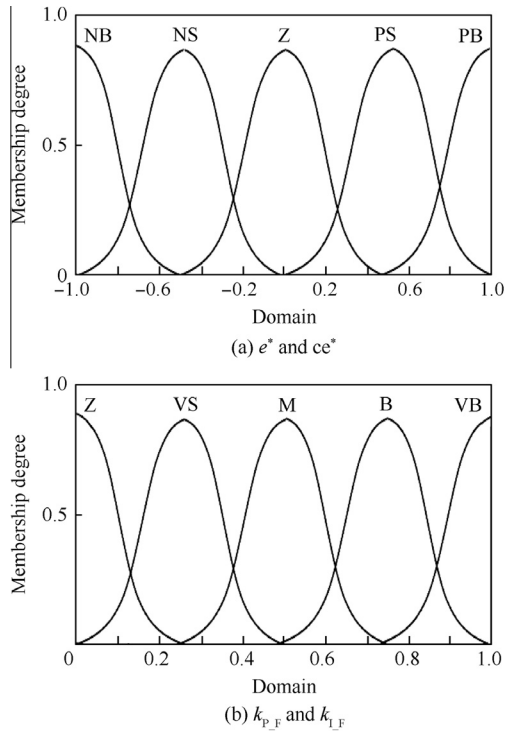 NB NS Z PS PB
1.0
0.5
0
Membership degree
−1.0 −0.6 −0.2 0.2 0.6 1.0
Domain
(a) e* and ce*
Z VS M B VB
1.0
0.5
Membership degree
0 0.2 0.4 0.6 0.8 1.0
Domain
(b) k_P_F and k_I_F